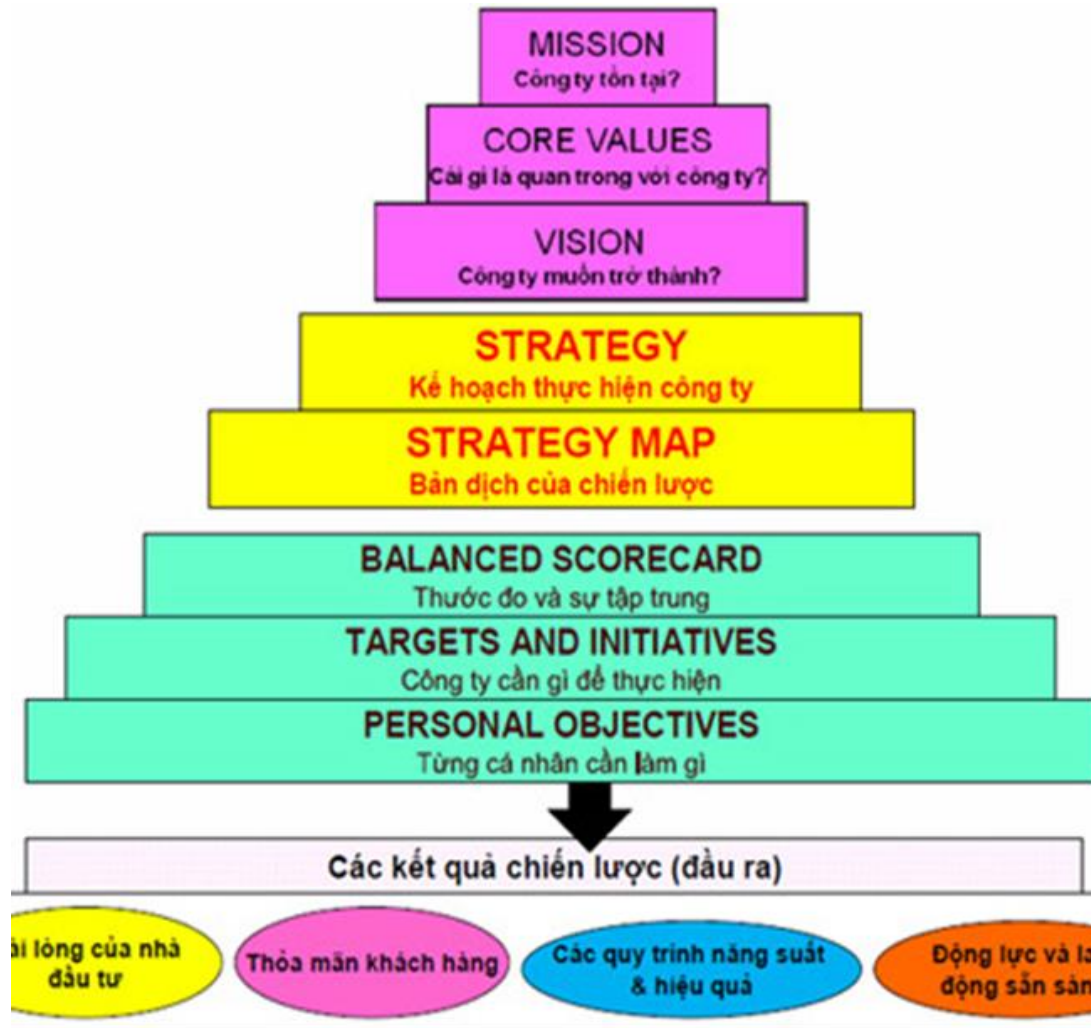 MISSION
Công ty tồn tại?
CORE VALUES
Cái gì là quan trong với công ty?
VISION
Công ty muốn trở thành?
STRATEGY
Kế hoạch thực hiện công ty
STRATEGY MAP
Bản dịch của chiến lược
BALANCED SCORECARD
Thước đo và sự tập trung
TARGETS AND INITIATIVES
Công ty cần gì để thực hiện
PERSONAL OBJECTIVES
Từng cá nhân cần làm gì
Các kết quả chiến lược (đầu ra)
lòng của nhà
đầu tư
Thỏa mãn khách hàng
Các quy trình năng suất
& hiệu quả
Động lực và
động sẵn